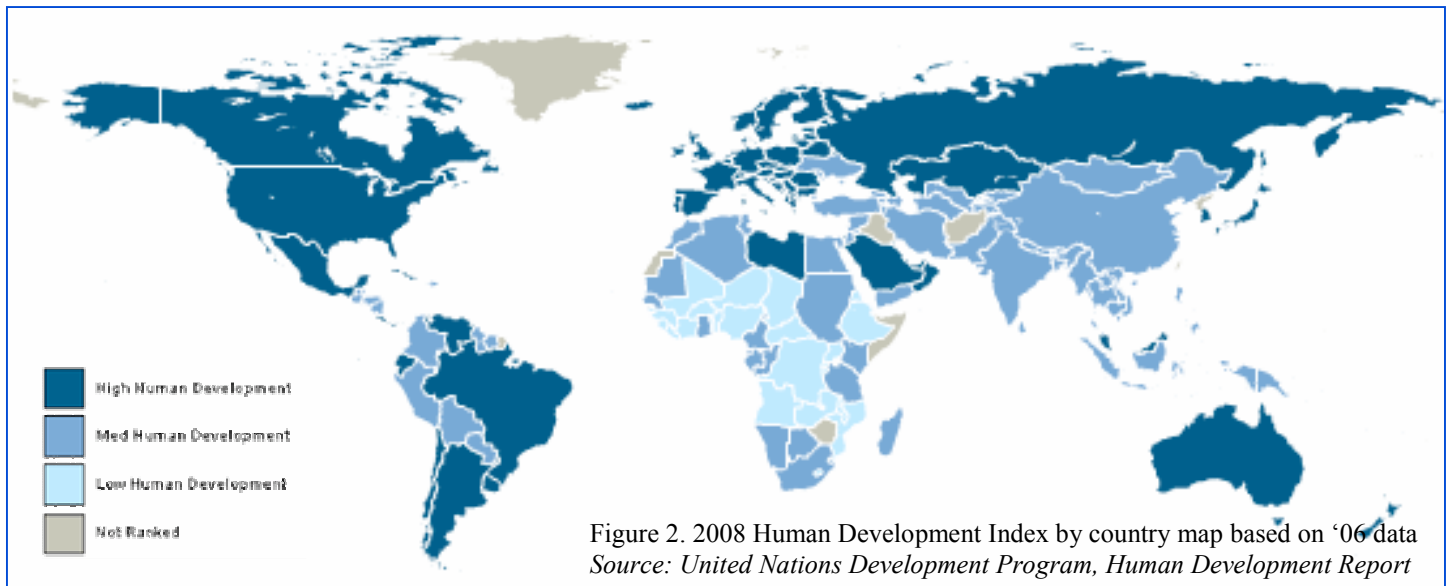 High Human Development
Med Human Development
Low Human Development
Not Ranked
Figure 2. 2008 Human Development Index by country map based on ‘06 data
Source: United Nations Development Program, Human Development Report